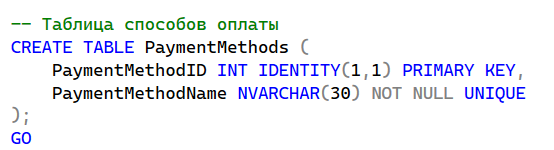 -- Таблица способов оплаты
CREATE TABLE PaymentMethods (
    PaymentMethodID INT IDENTITY(1,1) PRIMARY KEY,
    PaymentMethodName NVARCHAR(30) NOT NULL UNIQUE
);
GO